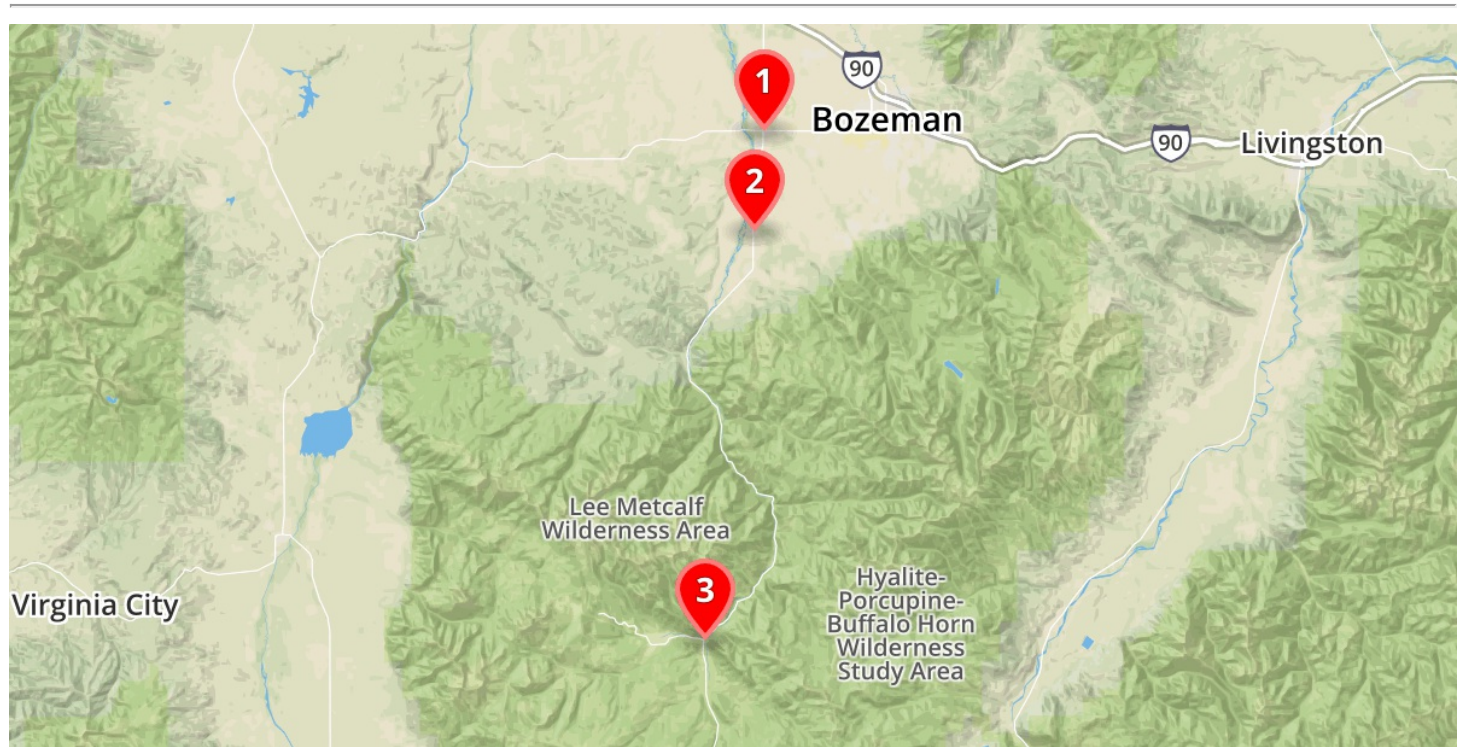 90
1
Bozeman
90
Livingston
2
Lee Metcalf
Wilderness Area
3
Hyalite-
Porcupine-
Buffalo Horn
Wilderness
Study Area
Virginia City